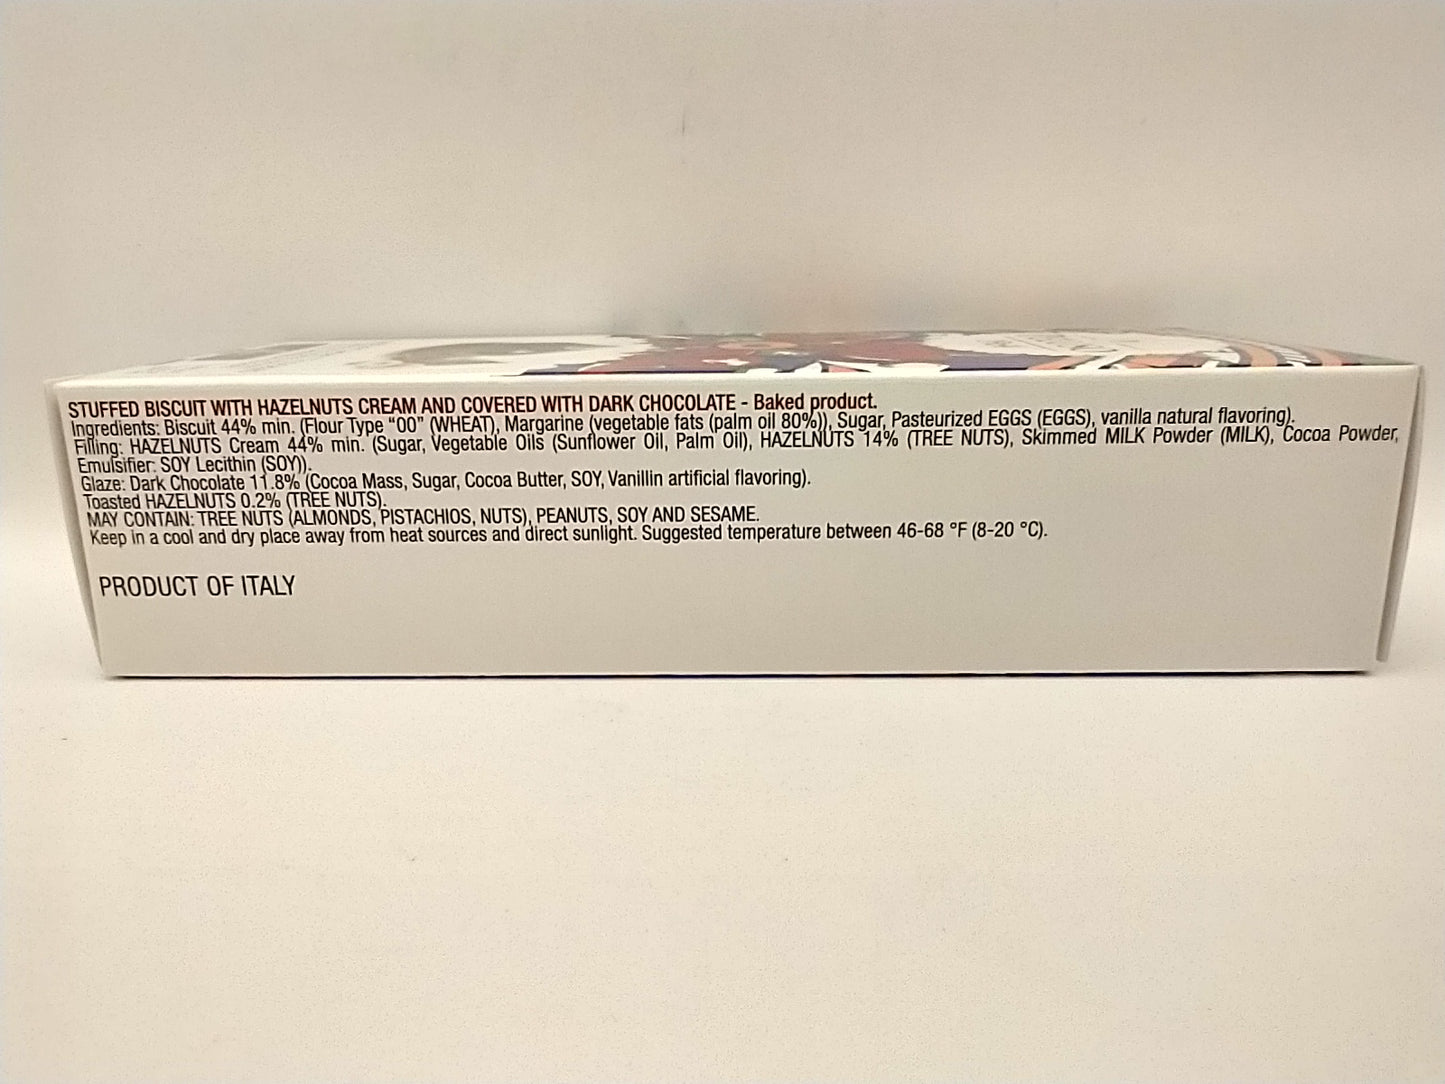 STUFFED BISCUIT WITH HAZELNUTS CREAM AND COVERED WITH DARK CHOCOLATE - Baked product.
Ingredients: Biscuit 44% min. (Flour Type “00” (WHEAT), Margarine (vegetable fats (palm oil 80%)), Sugar, Pasteurized EGGS (EGGS), vanilla natural flavoring).
Filling: HAZELNUTS Cream 44% min. (Sugar, Vegetable Oils (Sunflower Oil, Palm Oil), HAZELNUTS 14% (TREE NUTS), Skimmed MILK Powder (MILK), Cocoa Powder,
Emulsifier: SOY Lecithin (SOY)).
Glaze: Dark Chocolate 11.8% (Cocoa Mass, Sugar, Cocoa Butter, SOY, Vanillin artificial flavoring).
Toasted HAZELNUTS 0.2% (TREE NUTS).
MAY CONTAIN: TREE NUTS (ALMONDS, PISTACHIOS, NUTS), PEANUTS, SOY AND SESAME.
Keep in a cool and dry place away from heat sources and direct sunlight. Suggested temperature between 46-68 °F (8-20 °C).
PRODUCT OF ITALY